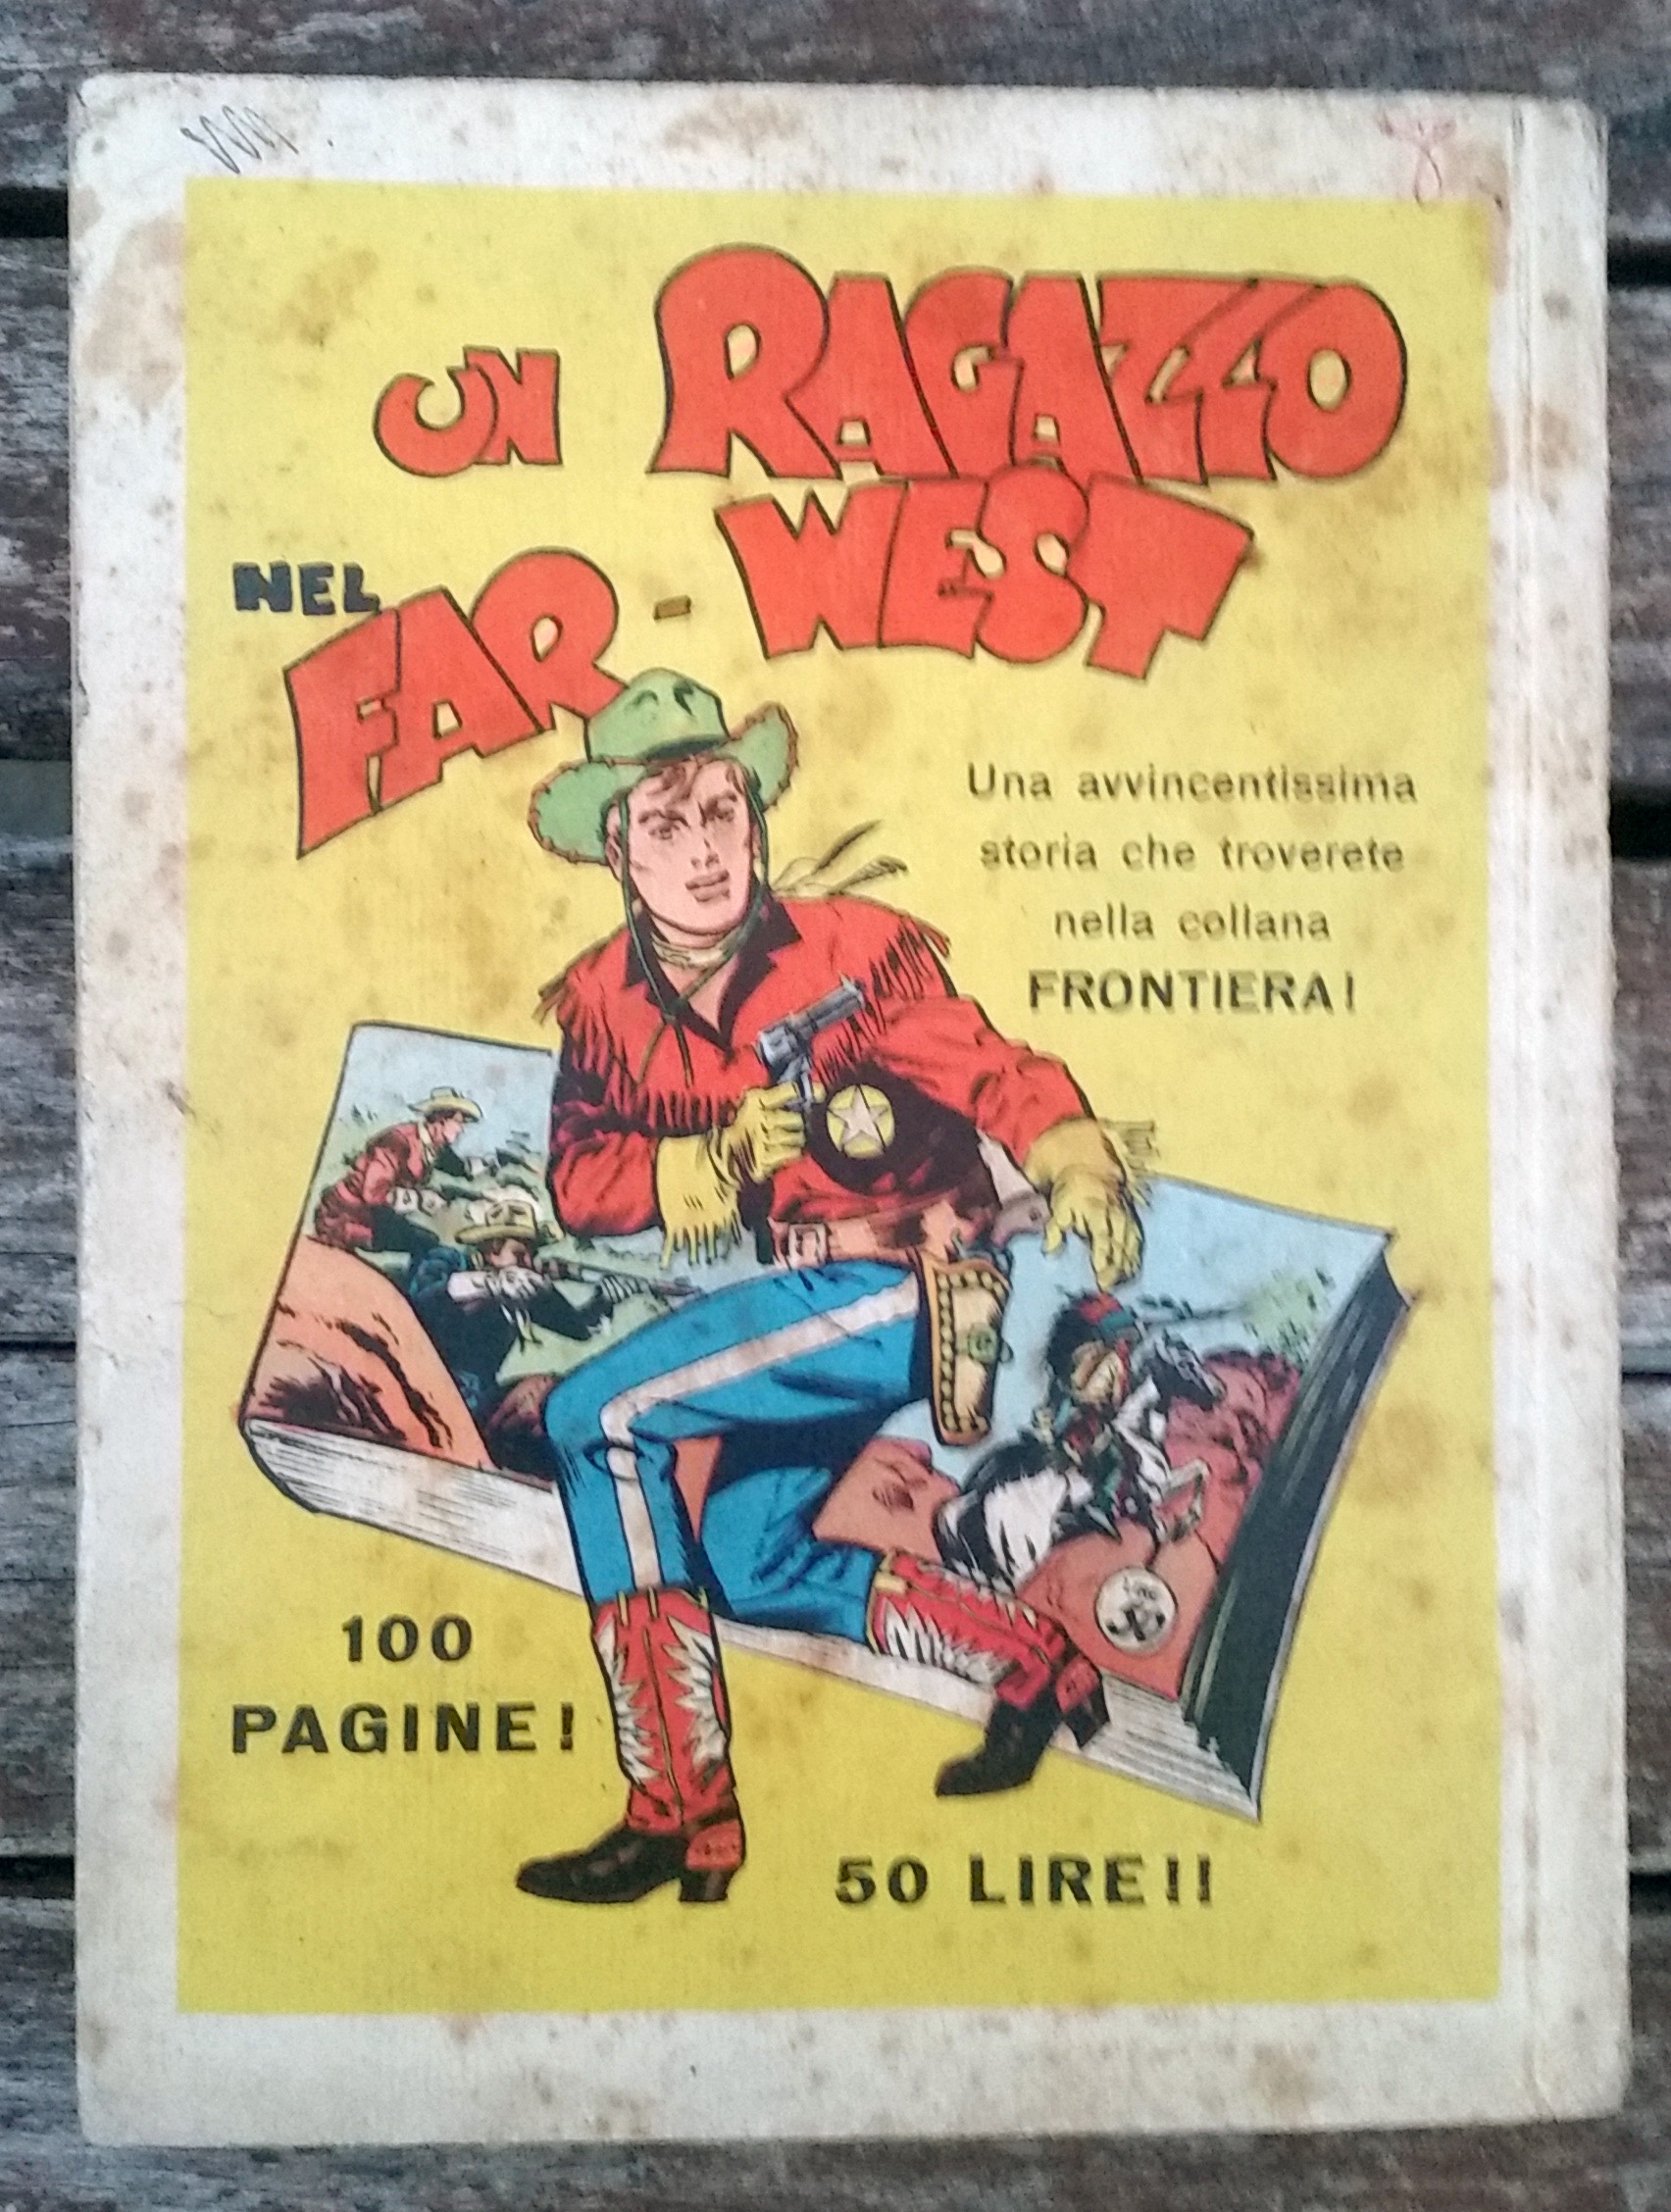 UN RAGAZZO
NEL FAR-WEST
Una avvincentissima
storia che troverete
nella collana
FRONTIERA!
100
PAGINE!
50 LIRE!!